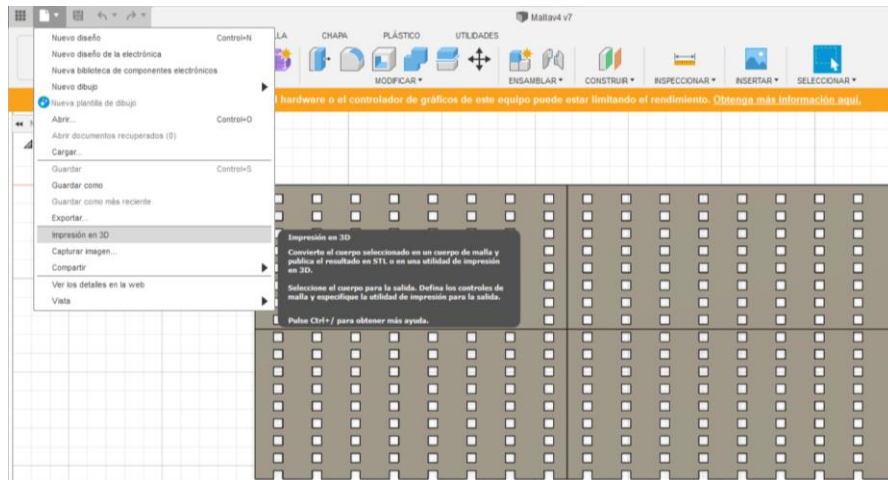 Maltav4 v7
LLA CHAPA PLÁSTICO UTILIDADES
MODIFICAR ENSAMBLAR CONSTRUIR INSPECCIONAR INSERTAR SELECCIONAR
l hardware o el controlador de gráficos de este equipo puede estar limitando el rendimiento. Obtenga más información aquí.
Nuevo diseño Control+N
Nuevo diseño de la electrónica
Nueva biblioteca de componentes electrónicos
Nuevo dibujo
Nueva plantilla de dibujo
Abrir... Control+O
Abrir documentos recuperados (0)
Cargar...
Guardar Control+S
Guardar como
Guardar como más reciente
Exportar...
Impresión en 3D
Capturar imagen...
Compartir
Ver los detalles en la web
Vista
Impresión en 3D
Convierte el cuerpo seleccionado en un cuerpo de malla y
publica el resultado en STL o en una utilidad de impresión
en 3D.
Seleccione el cuerpo para la salida. Defina los controles de
malla y especifique la utilidad de impresión para la salida.
Pulse Ctrl+/ para obtener más ayuda.